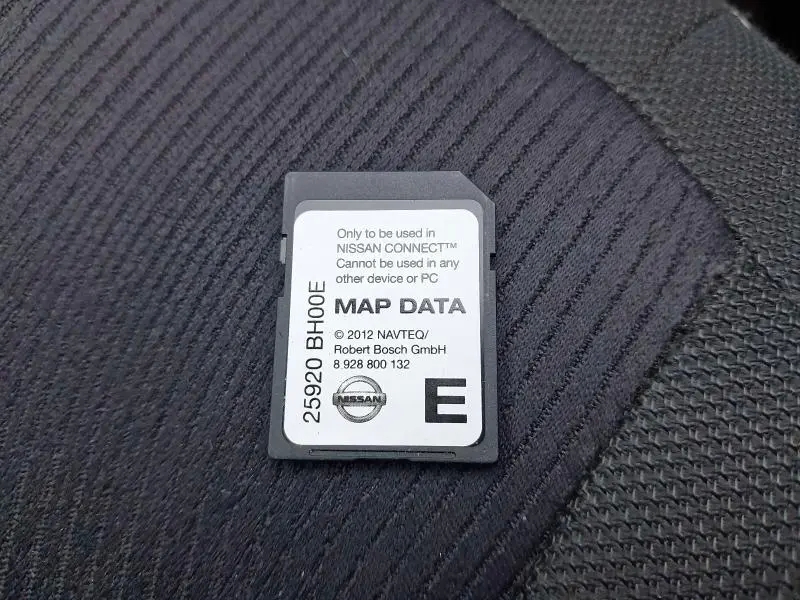 Only to be used in
NISSAN CONNECT™
Cannot be used in any
other device or PC
MAP DATA
© 2012 NAVTEQ/
Robert Bosch GmbH
8 928 800 132
NISSAN
E
25920 BH00E